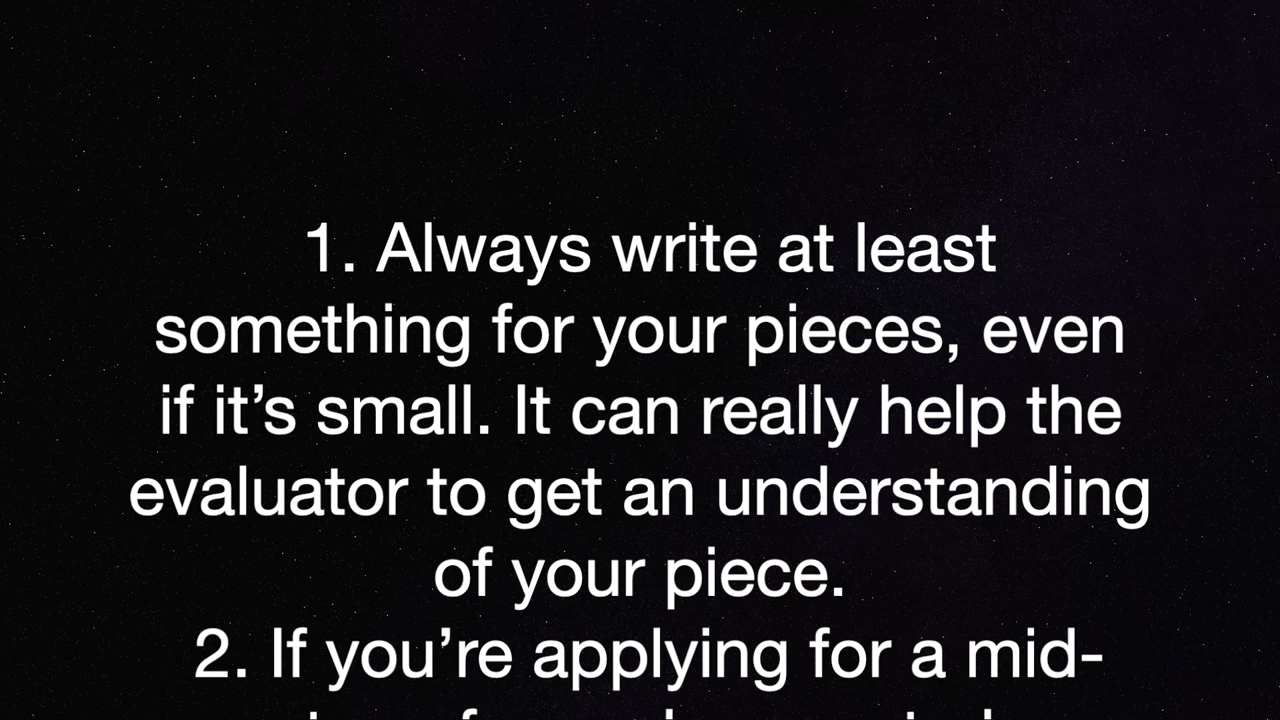 1. Always write at least
something for your pieces, even
if it’s small. It can really help the
evaluator to get an understanding
of your piece.
2. If you’re applying for a mid-